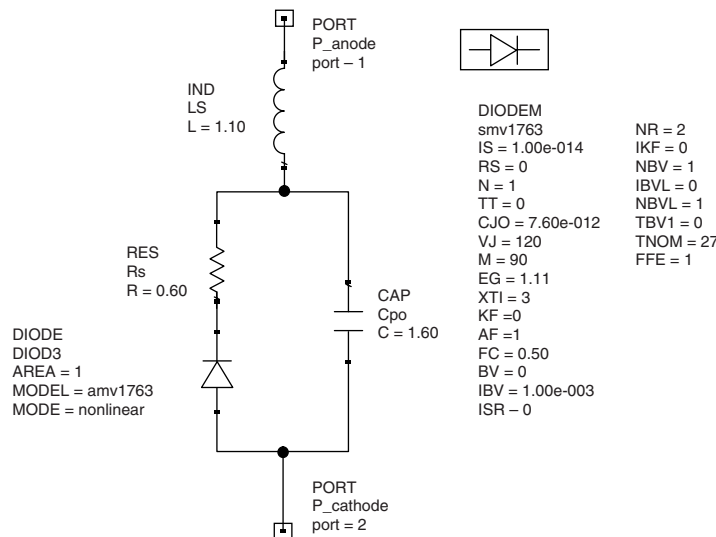 PORT
P_anode
port – 1
IND
LS
L = 1.10
RES
Rs
R = 0.60
CAP
Cpo
C = 1.60
DIODE
DIOD3
AREA = 1
MODEL = amv1763
MODE = nonlinear
PORT
P_cathode
port = 2
DIODEM
smv1763
IS = 1.00e-014
RS = 0
N = 1
TT = 0
CJO = 7.60e-012
VJ = 120
M = 90
EG = 1.11
XTI = 3
KF =0
AF =1
FC = 0.50
BV = 0
IBV = 1.00e-003
ISR – 0
NR = 2
IKF = 0
NBV = 1
IBVL = 0
NBVL = 1
TBV1 = 0
TNOM = 27
FFE = 1